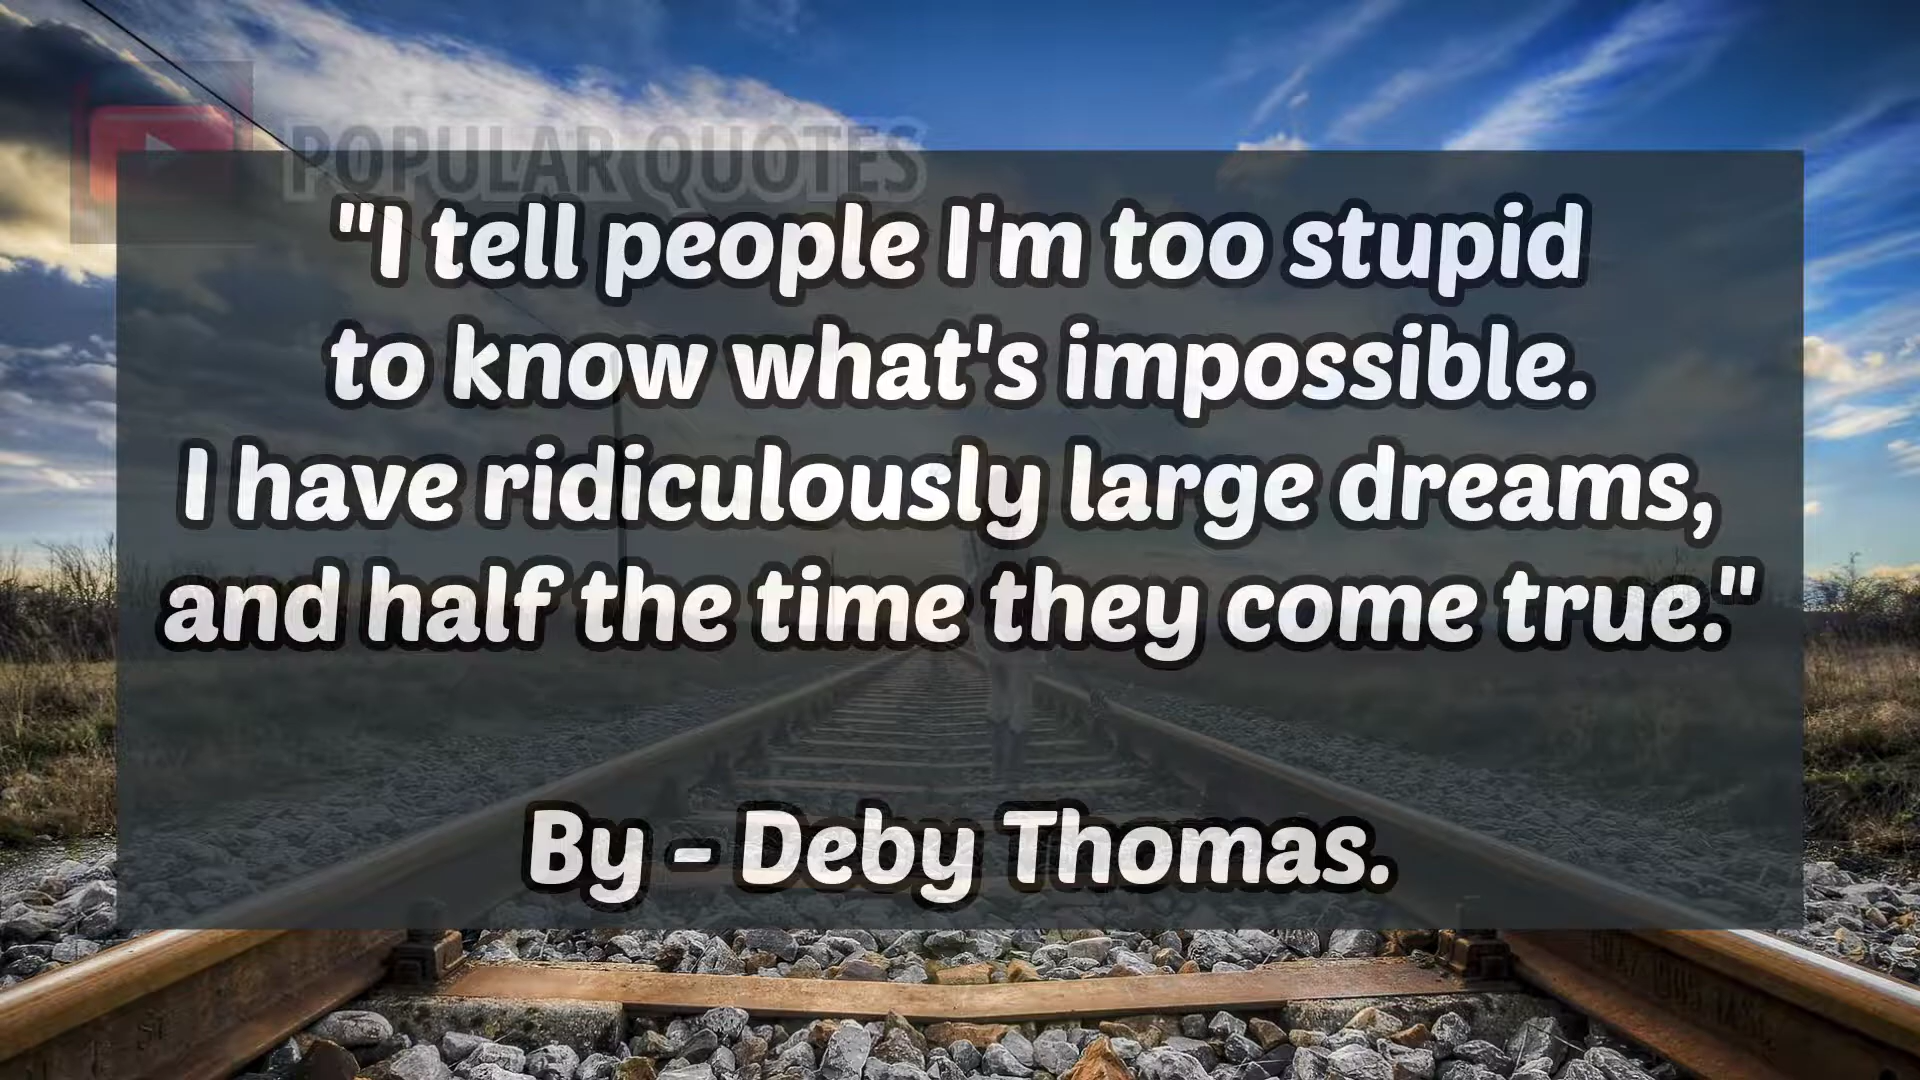 POPULAR QUOTES
"I tell people I'm too stupid
to know what's impossible.
I have ridiculously large dreams,
and half the time they come true."
By - Deby Thomas.